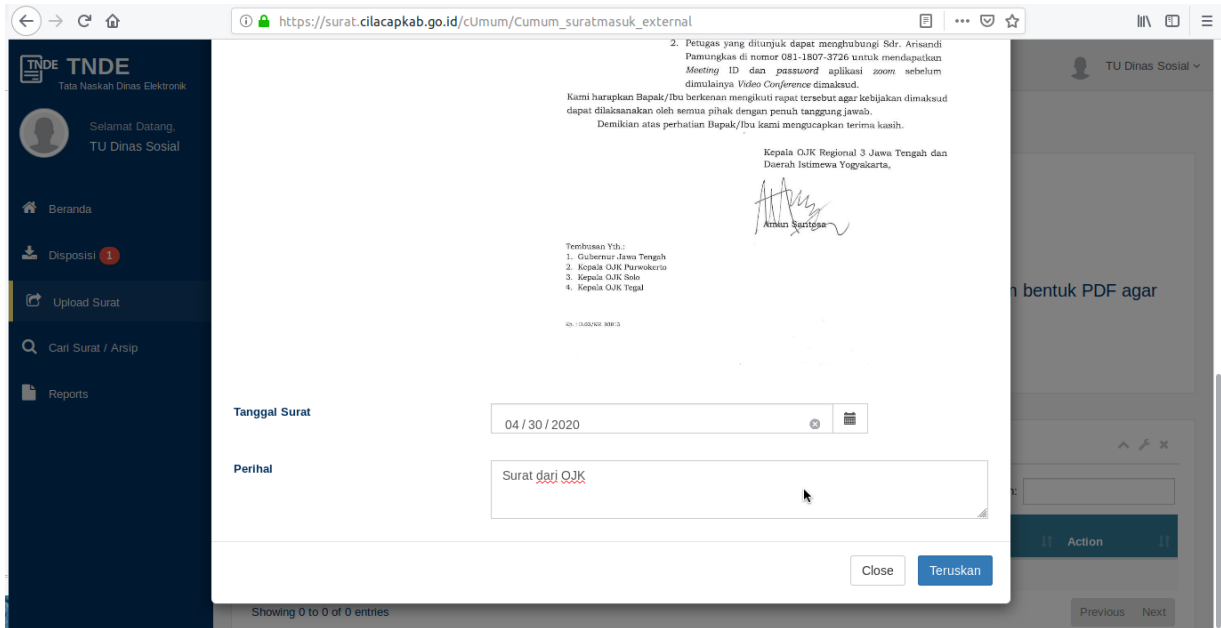 https://surat.cilacapkab.go.id/cUmum/Cumum_suratmasuk_external
TNDE TNDE
Tata Naskah Dinas Elektronik
TU Dinas Sosial
Selamat Datang,
TU Dinas Sosial
Beranda
Disposisi 1
Upload Surat
Cari Surat / Arsip
Reports
2. Petugas yang ditunjuk dapat menghubungi Sdr. Arisandi
Pamungkas di nomor 081-1807-3726 untuk mendapatkan
Meeting ID dan password aplikasi zoom sebelum
dimulainya Video Conference dimaksud.
Kami harapkan Bapak/Ibu berkenan mengikuti rapat tersebut agar kebijakan dimaksud
dapat dilaksanakan oleh semua pihak dengan penuh tanggung jawab.
Demikian atas perhatian Bapak/Ibu kami mengucapkan terima kasih.
Kepala OJK Regional 3 Jawa Tengah dan
Daerah Istimewa Yogyakarta,
Aman Santosa
Tembusan Yth.:
1. Gubernur Jawa Tengah
2. Kepala OJK Purwokerto
3. Kepala OJK Solo
4. Kepala OJK Tegal
bentuk PDF agar
Tanggal Surat
04 / 30 / 2020
Perihal
Surat dari OJK
Action
Close
Teruskan
Showing 0 to 0 of 0 entries
Previous Next